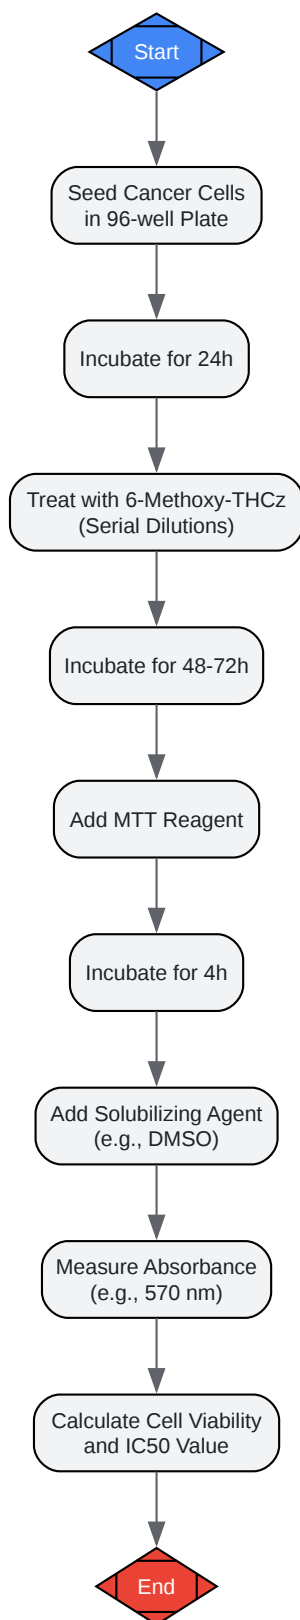 Start
Seed Cancer Cells
in 96-well Plate
Incubate for 24h
Treat with 6-Methoxy-THCz
(Serial Dilutions)
Incubate for 48-72h
Add MTT Reagent
Incubate for 4h
Add Solubilizing Agent
(e.g., DMSO)
Measure Absorbance
(e.g., 570 nm)
Calculate Cell Viability
and IC50 Value
End